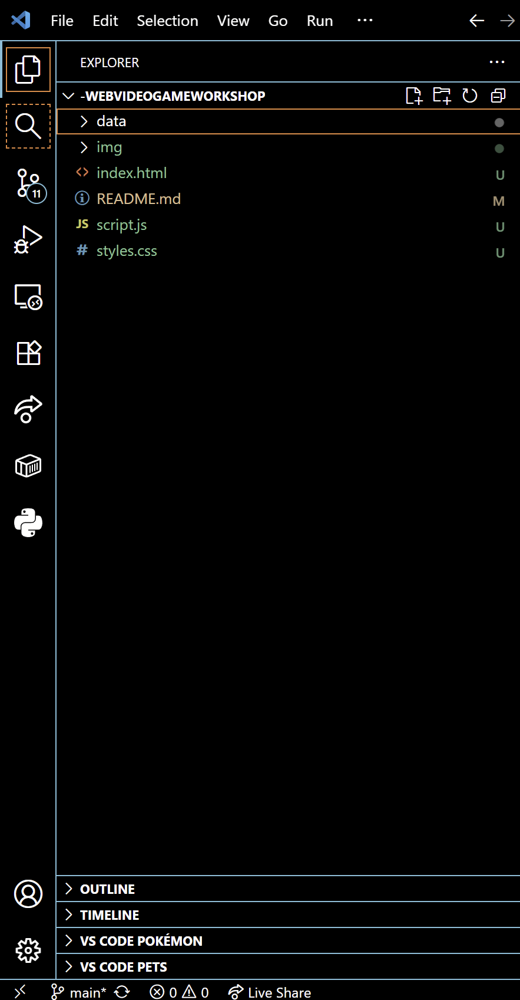 File Edit Selection View Go Run ...
EXPLORER ...
-WEBVIDEOGAMEWORKSHOP
data
img
index.html U
README.md M
JS script.js U
# styles.css U
11
OUTLINE
TIMELINE
VS CODE POKÉMON
VS CODE PETS
main* 0 0 Live Share